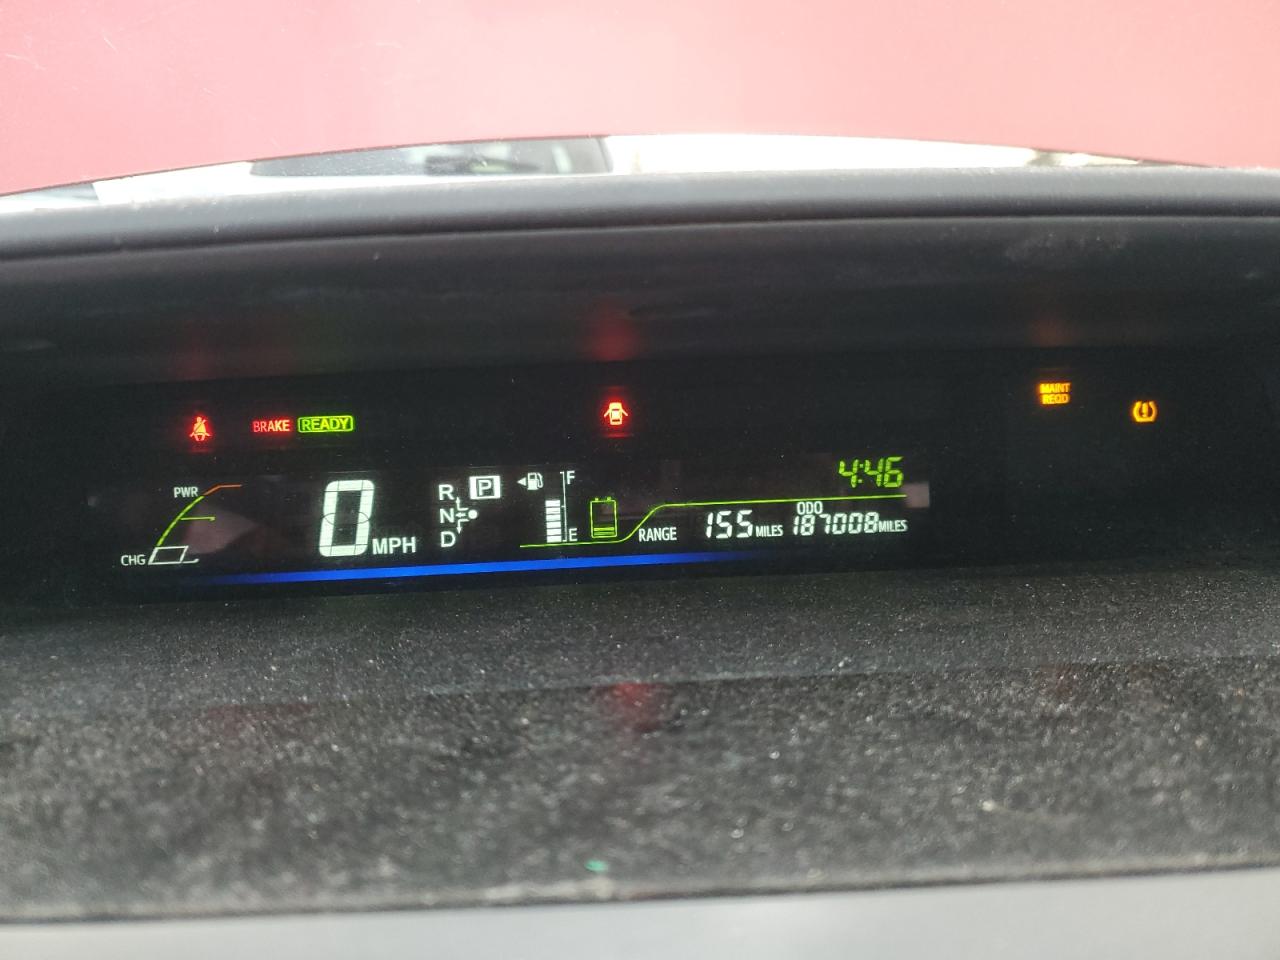 BRAKE READY
MAINT
REQD
4:46
PWR
CHG
0 MPH
R P
N
D
F
E
RANGE 155 MILES
ODO
187008 MILES